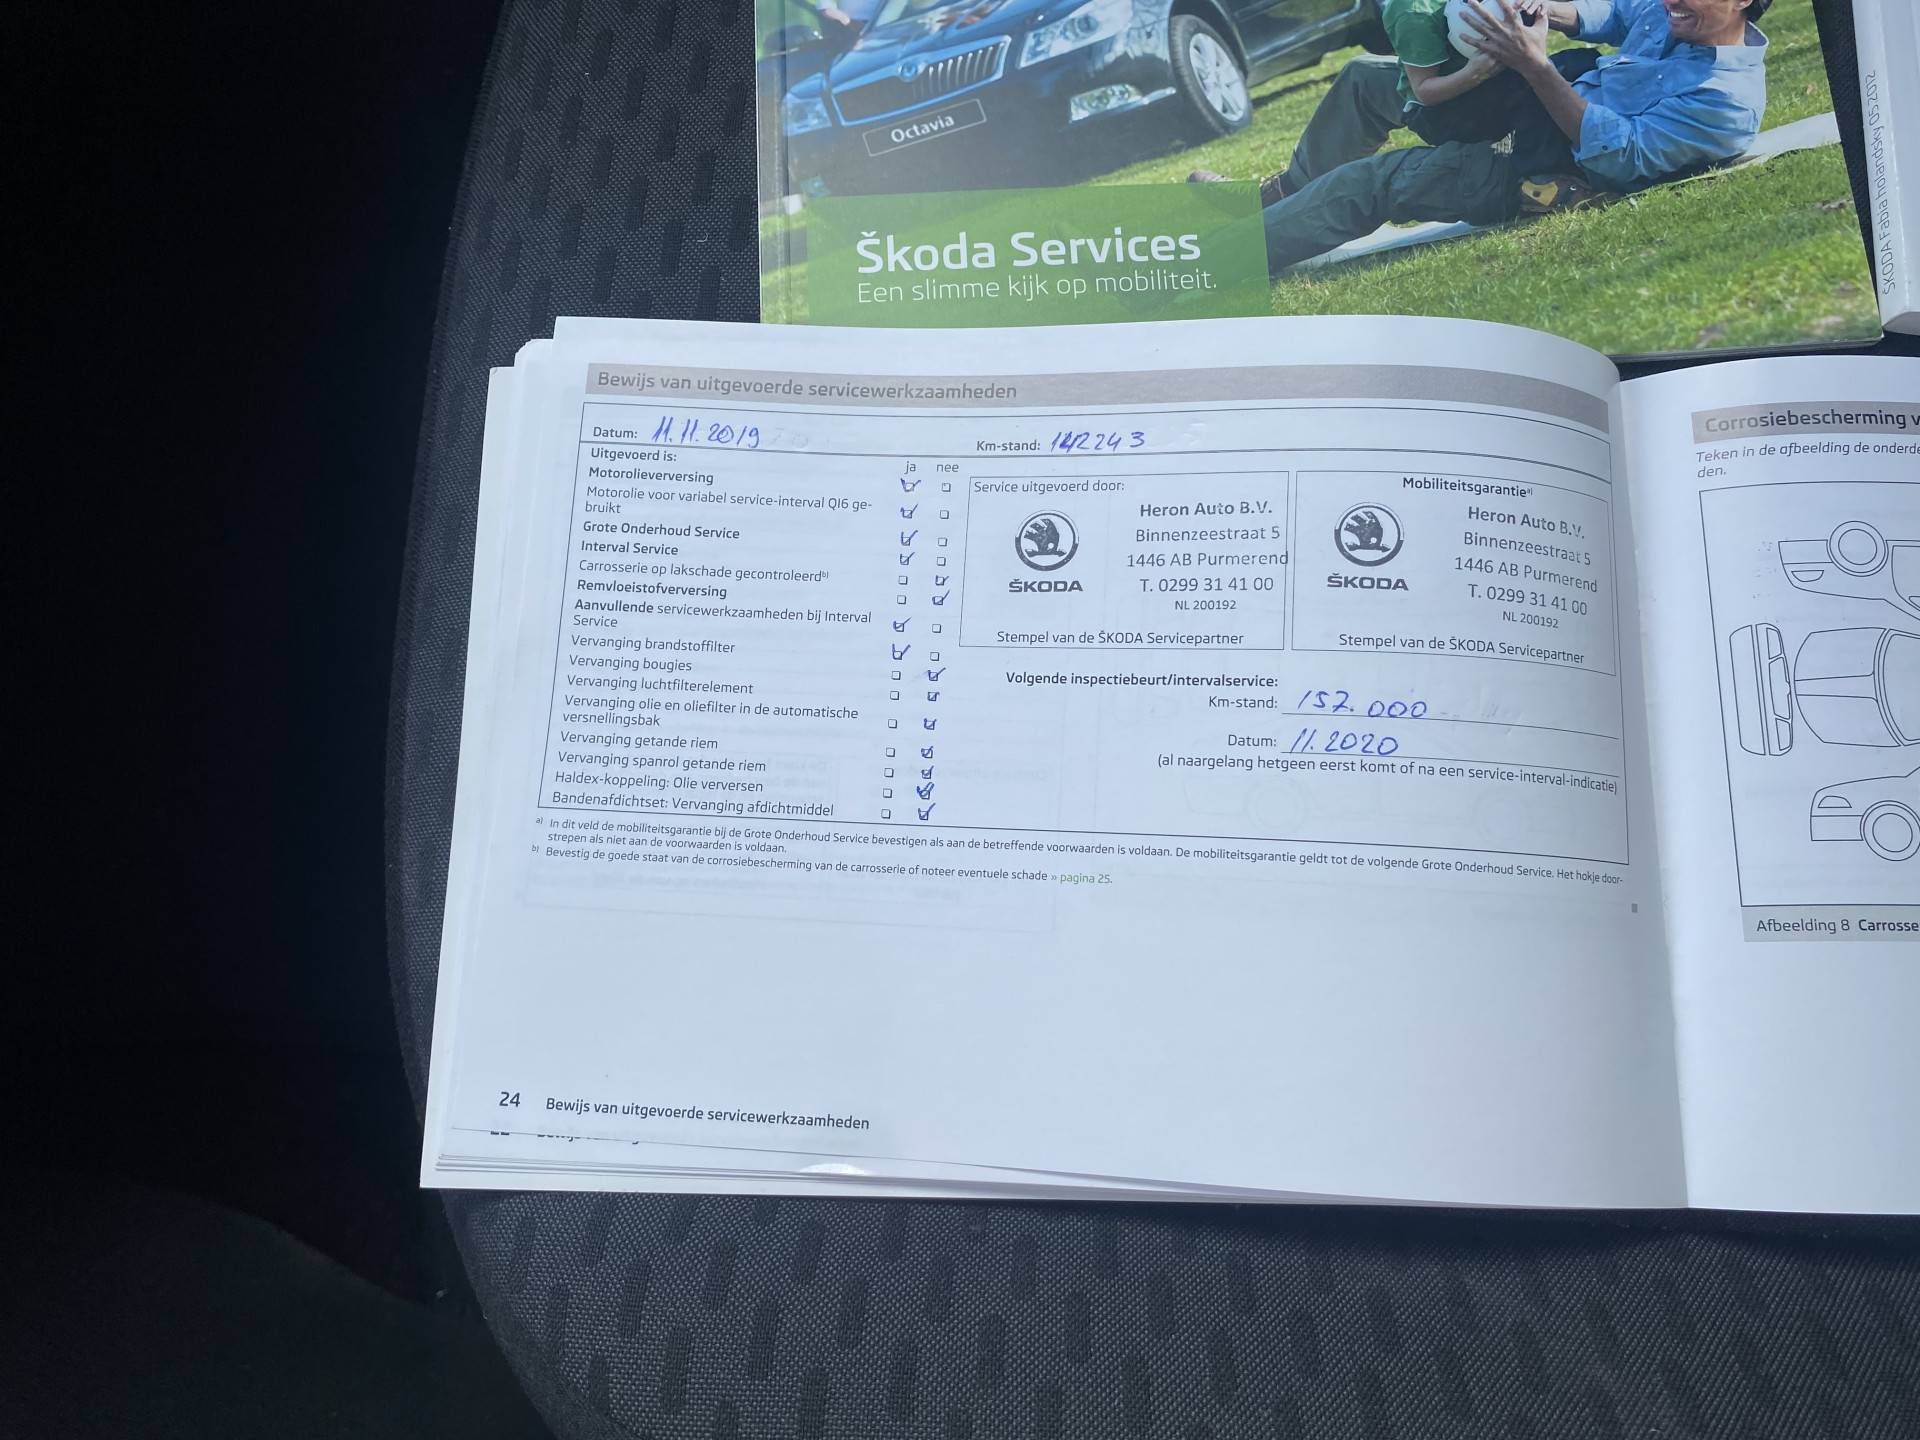 Octavia
Škoda Services
Een slimme kijk op mobiliteit.
ŠKODA Fabia holandsky 05.2012
Bewijs van uitgevoerde servicewerkzaamheden
Datum: 11.11.2019
Km-stand: 142243
Uitgevoerd is:
ja nee
Motorolieverversing
Motorolie voor variabel service-interval QI6 ge-
bruikt
Grote Onderhoud Service
Interval Service
Carrosserie op lakschade gecontroleerd b)
Remvloeistofverversing
Aanvullende servicewerkzaamheden bij Interval
Service
Vervanging brandstoffilter
Vervanging bougies
Vervanging luchtfilterelement
Vervanging olie en oliefilter in de automatische
versnellingsbak
Vervanging getande riem
Vervanging spanrol getande riem
Haldex-koppeling: Olie verversen
Bandenafdichtset: Vervanging afdichtmiddel
Service uitgevoerd door:
ŠKODA
Heron Auto B.V.
Binnenzeestraat 5
1446 AB Purmerend
T. 0299 31 41 00
NL 200192
Stempel van de ŠKODA Servicepartner
Mobiliteitsgarantie a)
ŠKODA
Heron Auto B.V.
Binnenzeestraat 5
1446 AB Purmerend
T. 0299 31 41 00
NL 200192
Stempel van de ŠKODA Servicepartner
Volgende inspectiebeurt/intervalservice:
Km-stand: 157.000
Datum: 11.2020
(al naargelang hetgeen eerst komt of na een service-interval-indicatie)
a) In dit veld de mobiliteitsgarantie bij de Grote Onderhoud Service bevestigen als aan de betreffende voorwaarden is voldaan. De mobiliteitsgarantie geldt tot de volgende Grote Onderhoud Service. Het hokje door-
strepen als niet aan de voorwaarden is voldaan.
b) Bevestig de goede staat van de corrosiebescherming van de carrosserie of noteer eventuele schade » pagina 25.
24 Bewijs van uitgevoerde servicewerkzaamheden
Corrosiebescherming v
Teken in de afbeelding de onderde
den.
Afbeelding 8 Carrosse